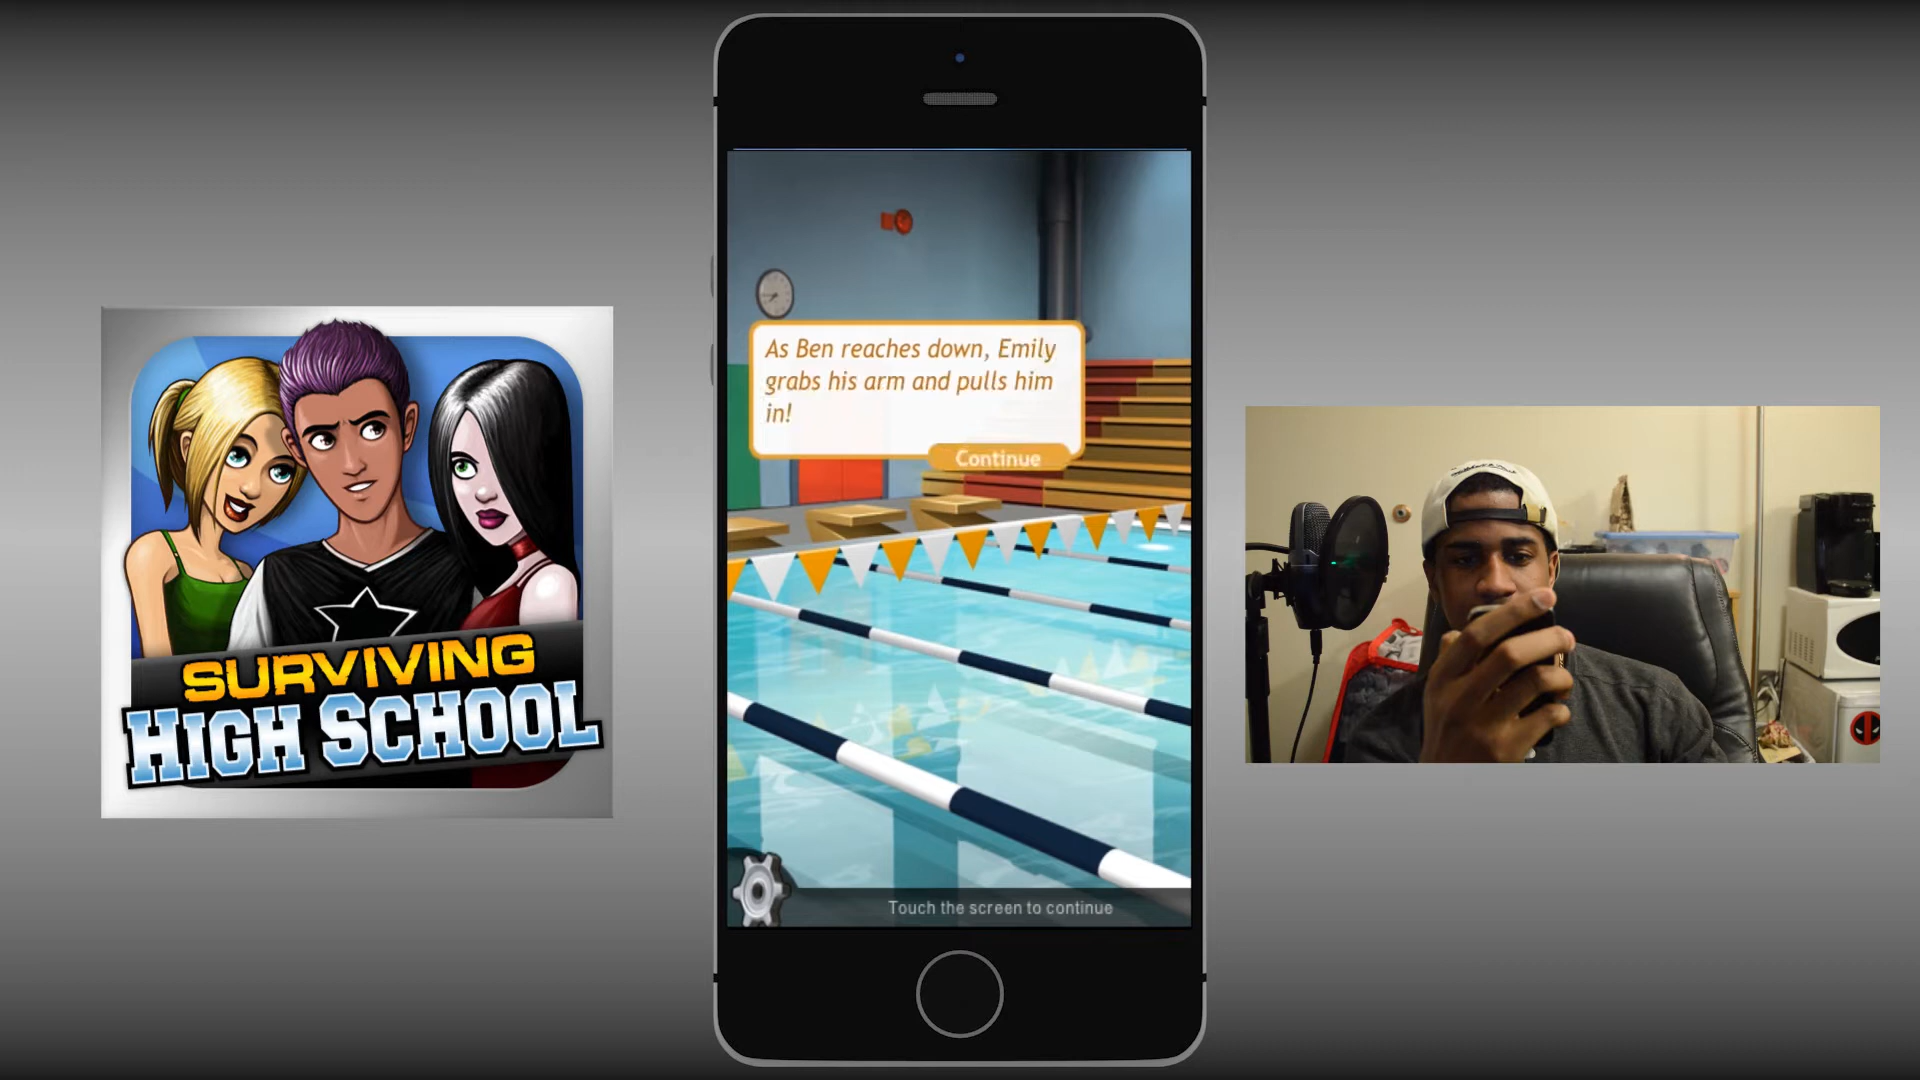 SURVIVING
HIGH SCHOOL
As Ben reaches down, Emily
grabs his arm and pulls him
in!
Continue
Touch the screen to continue